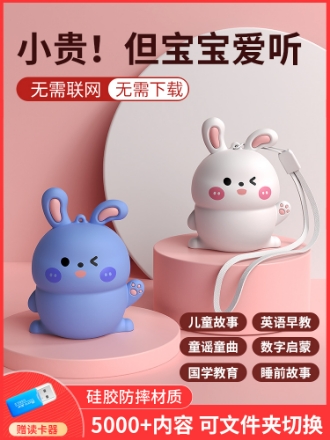 小贵！但宝宝爱听
无需联网 无需下载
儿童故事 英语早教
童谣童曲 数字启蒙
国学教育 睡前故事
硅胶防摔材质
赠读卡器
5000+内容 可文件夹切换